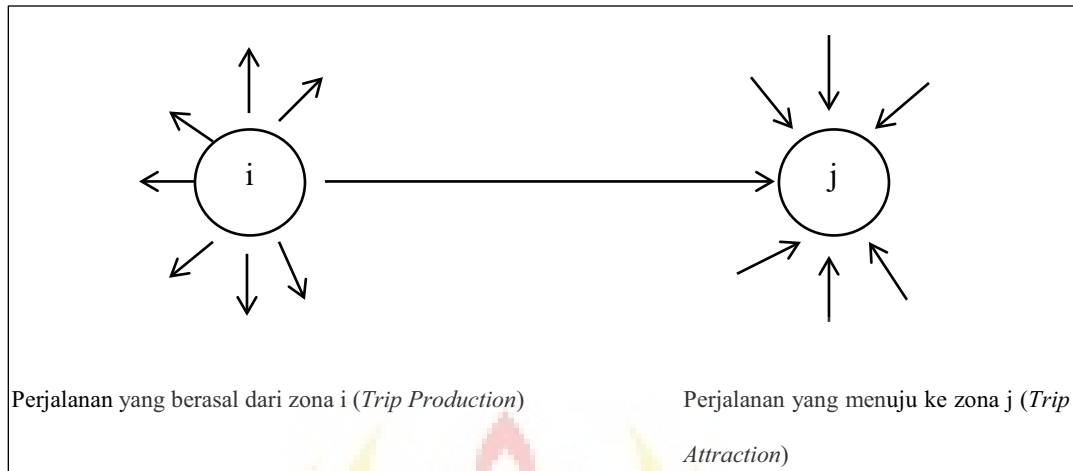 i
j
Perjalanan yang berasal dari zona i (Trip Production)
Perjalanan yang menuju ke zona j (Trip
Attraction)